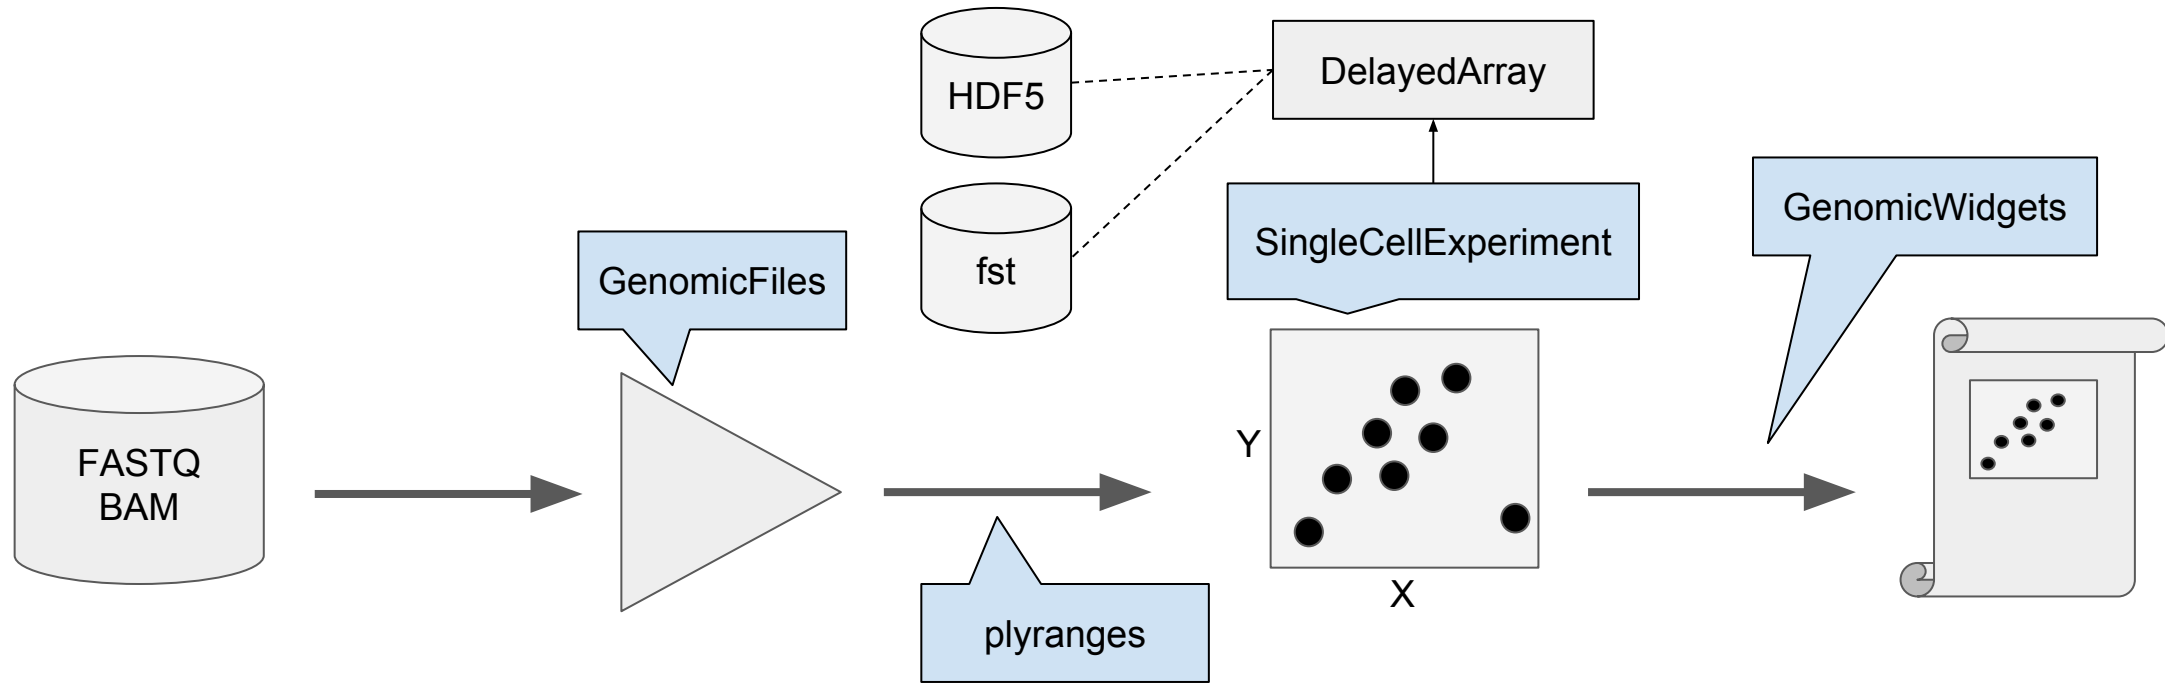 HDF5
DelayedArray
GenomicWidgets
SingleCellExperiment
GenomicFiles
fst
FASTQ
BAM
Y
X
plyranges